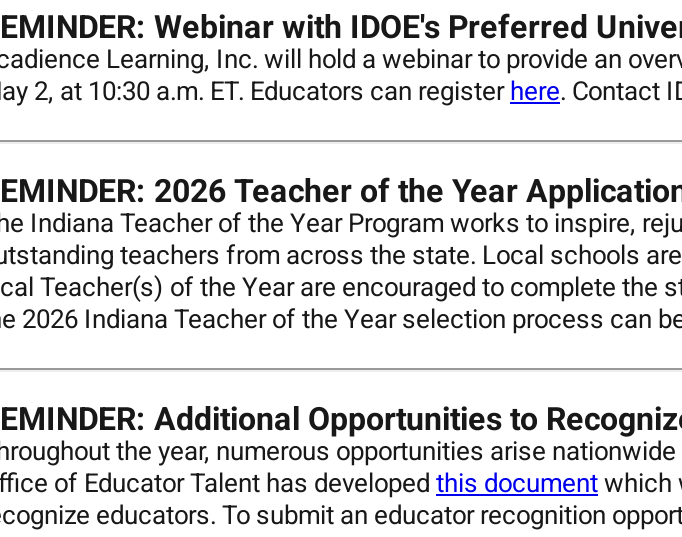 EMINDER: Webinar with IDOE's Preferred Univer
cadience Learning, Inc. will hold a webinar to provide an overv
ay 2, at 10:30 a.m. ET. Educators can register here. Contact ID
EMINDER: 2026 Teacher of the Year Application
he Indiana Teacher of the Year Program works to inspire, reju
utstanding teachers from across the state. Local schools are
cal Teacher(s) of the Year are encouraged to complete the st
e 2026 Indiana Teacher of the Year selection process can be
EMINDER: Additional Opportunities to Recognize
hroughout the year, numerous opportunities arise nationwide
ffice of Educator Talent has developed this document which w
ecognize educators. To submit an educator recognition opport